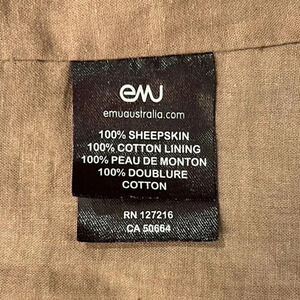 emu
emuaustralia.com
100% SHEEPSKIN
100% COTTON LINING
100% PEAU DE MONTON
100% DOUBLURE
COTTON
RN 127216
CA 50664